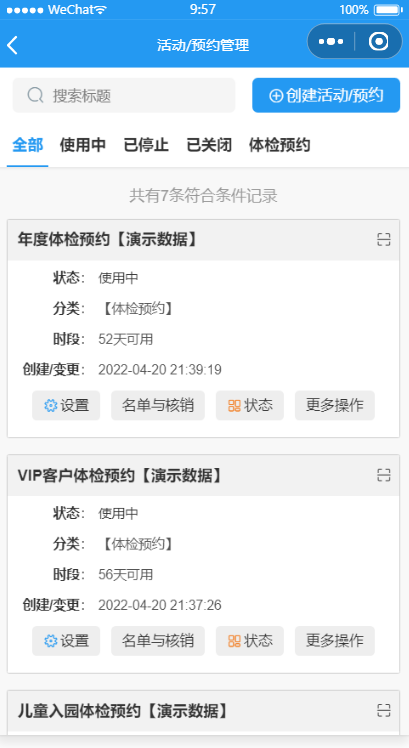 WeChat 9:57 100%
活动/预约管理
搜索标题 创建活动/预约
全部 使用中 已停止 已关闭 体检预约
共有7条符合条件记录
年度体检预约【演示数据】
状态: 使用中
分类: 【体检预约】
时段: 52天可用
创建/变更: 2022-04-20 21:39:19
设置 名单与核销 状态 更多操作
VIP客户体检预约【演示数据】
状态: 使用中
分类: 【体检预约】
时段: 56天可用
创建/变更: 2022-04-20 21:37:26
设置 名单与核销 状态 更多操作
儿童入园体检预约【演示数据】